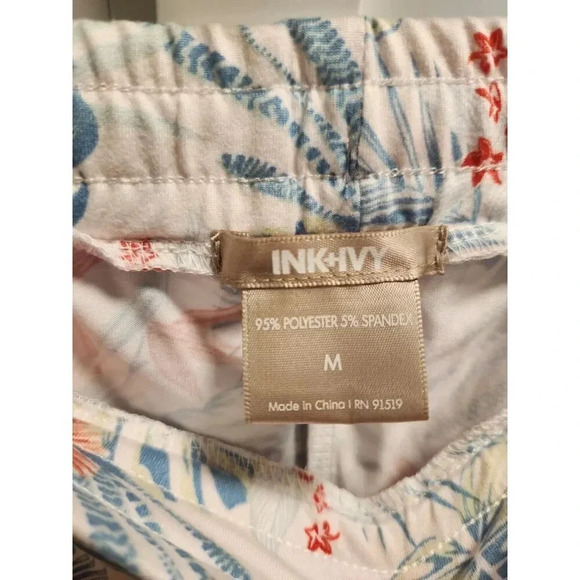 INK+IVY
95% POLYESTER 5% SPANDEX
M
Made in China | RN 91519